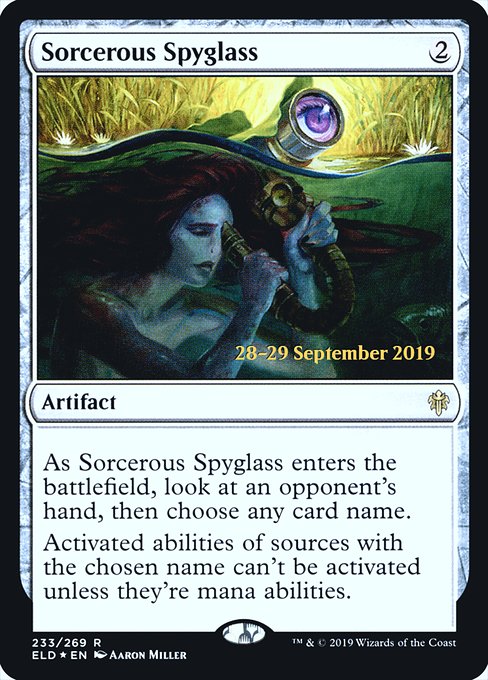 Sorcerous Spyglass 2
28–29 September 2019
Artifact
As Sorcerous Spyglass enters the
battlefield, look at an opponent's
hand, then choose any card name.
Activated abilities of sources with
the chosen name can't be activated
unless they're mana abilities.
233/269 R
™ & © 2019 Wizards of the Coast
ELD ★ EN Aaron Miller